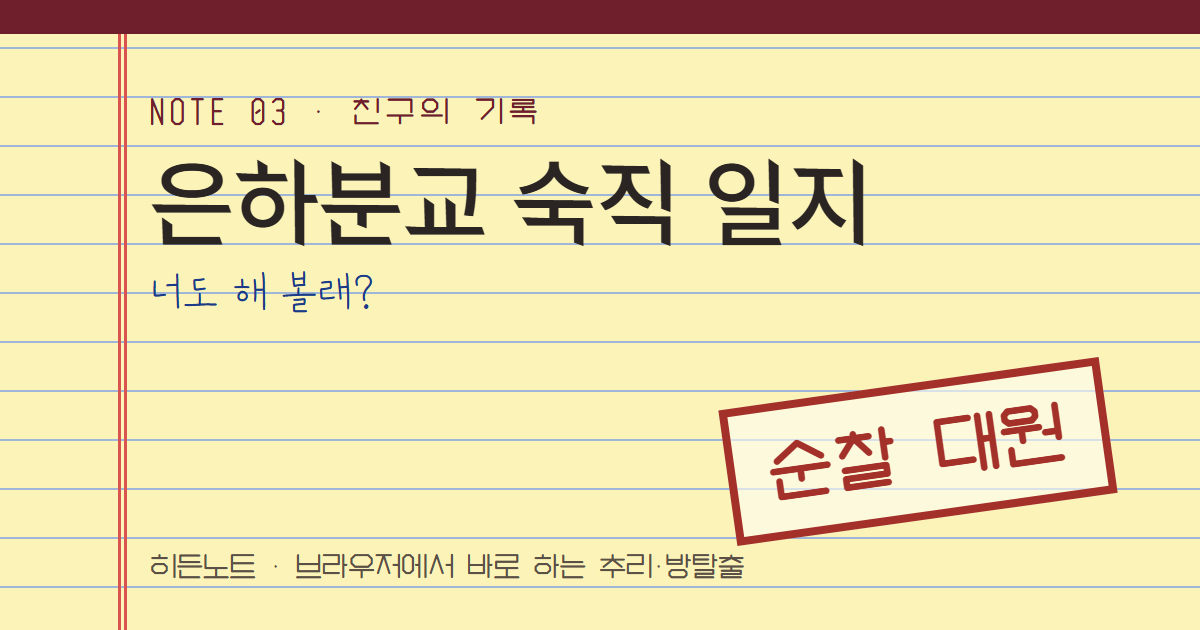 NOTE 03 · 친구의 기록
은하분교 숙직 일지
너도 해 볼래?
순찰 대원
히든노트 · 브라우저에서 바로 하는 추리·방탈출